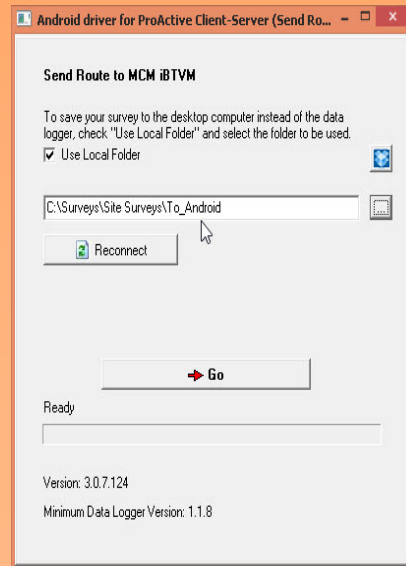 Android driver for ProActive Client-Server (Send Ro...
Send Route to MCM iBTVM
To save your survey to the desktop computer instead of the data
logger, check "Use Local Folder" and select the folder to be used.
Use Local Folder
C:\Surveys\Site Surveys\To_Android
...
Reconnect
Go
Ready
Version: 3.0.7.124
Minimum Data Logger Version: 1.1.8